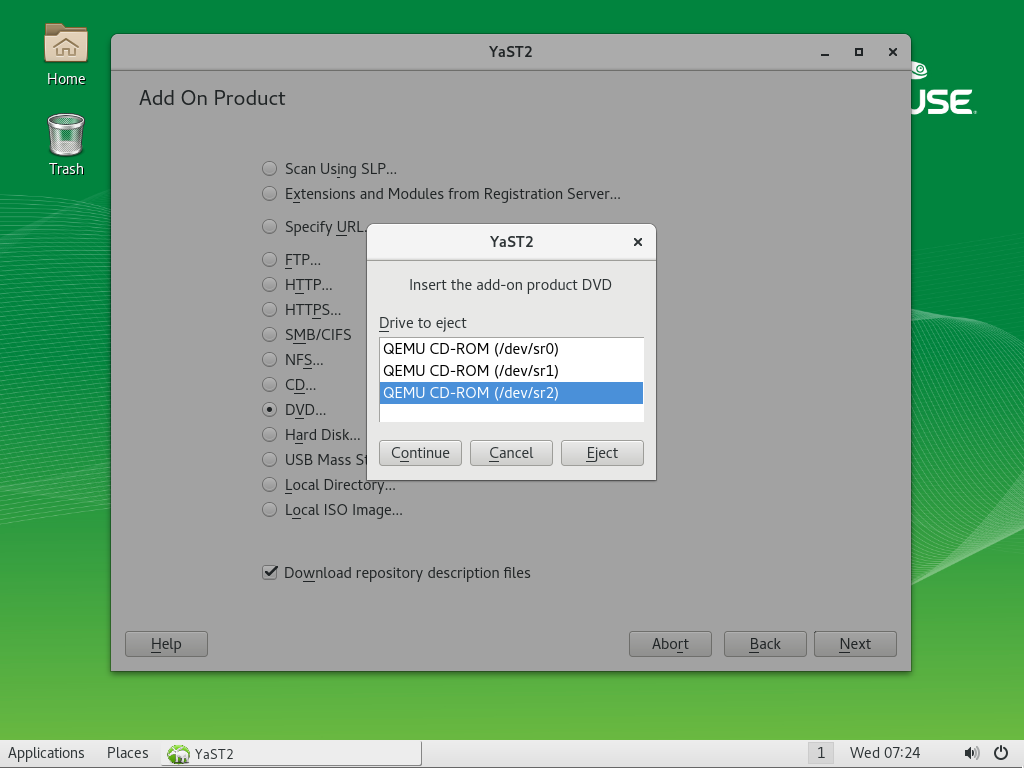 Home
Trash
USE
YaST2
Add On Product
Scan Using SLP...
Extensions and Modules from Registration Server...
Specify URL.
FTP...
HTTP...
HTTPS...
SMB/CIFS
NFS...
CD...
DVD...
Hard Disk...
USB Mass
Local Directory...
Local ISO Image...
Download repository description files
Help
Abort
Back
Next
YaST2
Insert the add-on product DVD
Drive to eject
QEMU CD-ROM (/dev/sr0)
QEMU CD-ROM (/dev/sr1)
QEMU CD-ROM (/dev/sr2)
Continue
Cancel
Eject
Applications
Places
YaST2
1
Wed 07:24